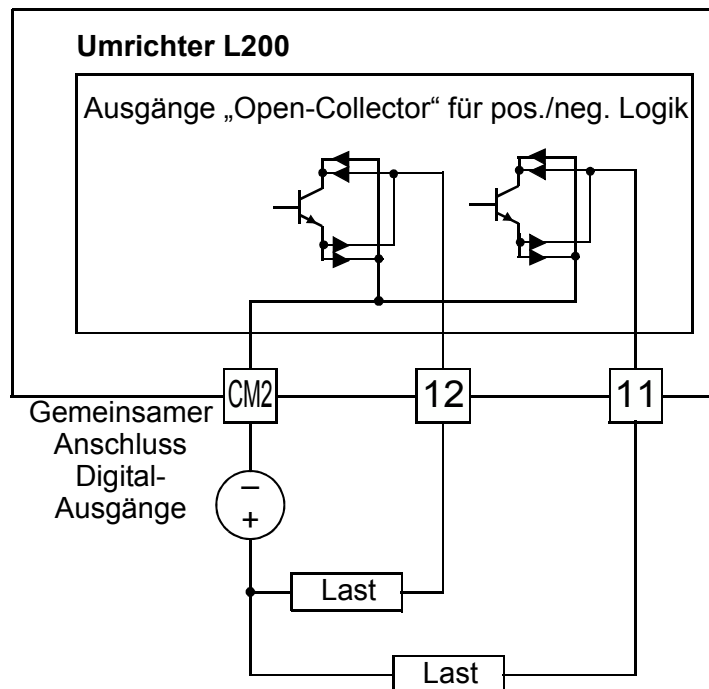 Umrichter L200
Ausgänge „Open-Collector“ für pos./neg. Logik
CM2
12
11
Gemeinsamer
Anschluss
Digital-
Ausgänge
–
+
Last
Last